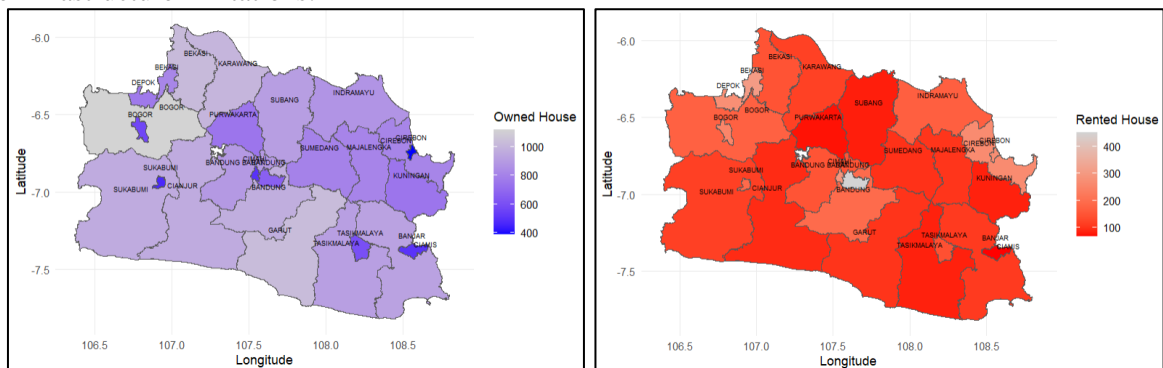 -6.0
-6.5
-7.0
-7.5
Latitude
106.5 107.0 107.5 108.0 108.5
Longitude
BEKASI
BEKASI
KARAWANG
DEPOK
BOGOR
BOGOR
SUBANG
INDRAMAYU
PURWAKARTA
CIREBON
CIREBON
BANDUNG
SUMEDANG
MAJALENGKA
SUKABUMI
SUKABUMI
CIANJUR
BANDUNG
KUNINGAN
GARUT
TASIKMALAYA
TASIKMALAYA
BANJAR
CIAMIS
Owned House
1000
800
600
400
-6.0
-6.5
-7.0
-7.5
Latitude
106.5 107.0 107.5 108.0 108.5
Longitude
BEKASI
BEKASI
KARAWANG
DEPOK
BOGOR
BOGOR
SUBANG
INDRAMAYU
PURWAKARTA
CIREBON
CIREBON
BANDUNG
SUMEDANG
MAJALENGKA
SUKABUMI
SUKABUMI
CIANJUR
BANDUNG
KUNINGAN
GARUT
TASIKMALAYA
TASIKMALAYA
BANJAR
CIAMIS
Rented House
400
300
200
100